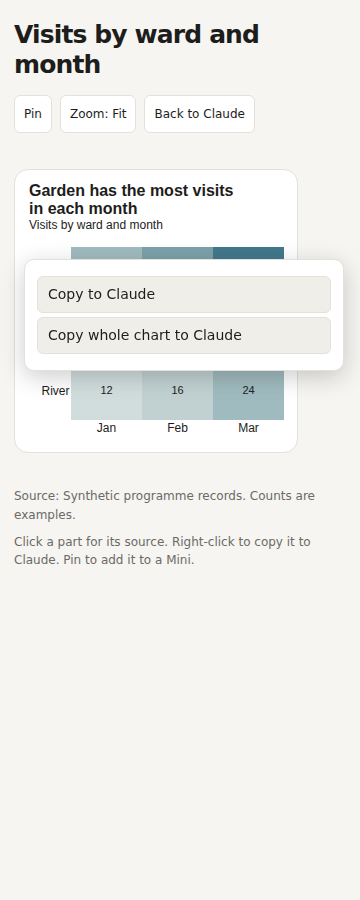 Visits by ward and
month
Pin
Zoom: Fit
Back to Claude
Garden has the most visits
in each month
Visits by ward and month
Copy to Claude
Copy whole chart to Claude
River 12 16 24
Jan Feb Mar
Source: Synthetic programme records. Counts are
examples.
Click a part for its source. Right-click to copy it to
Claude. Pin to add it to a Mini.